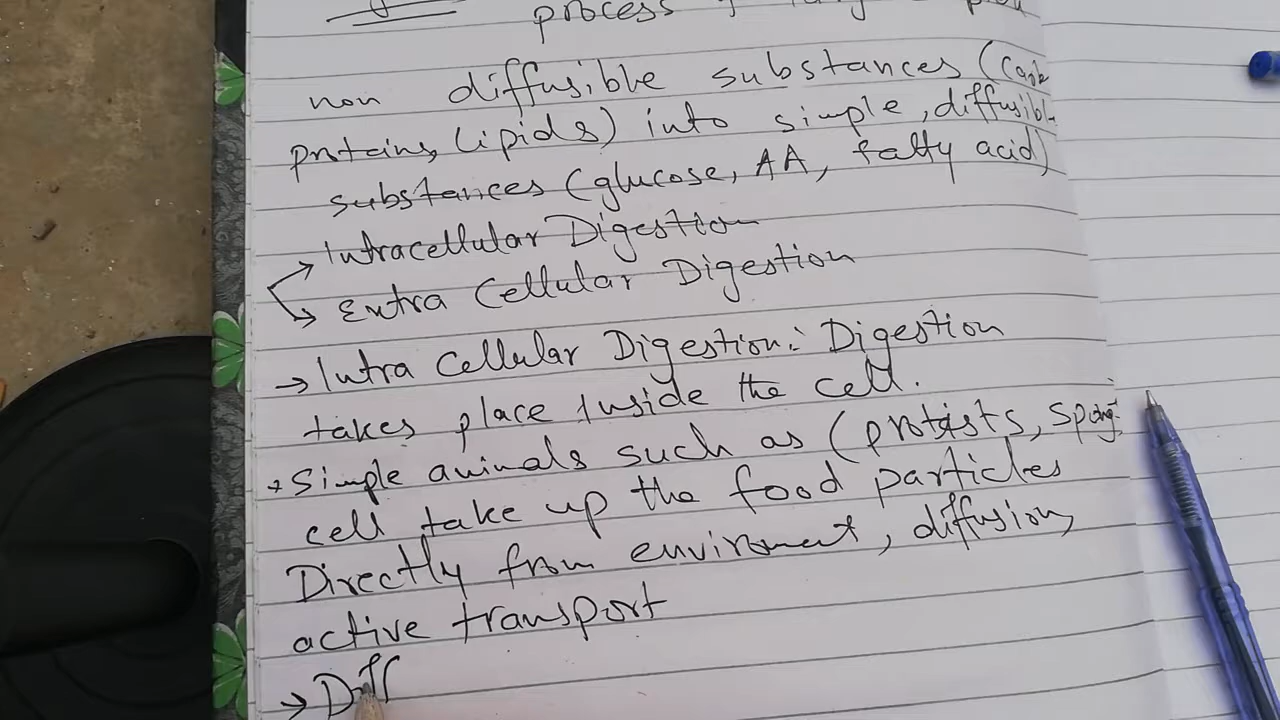 process
non diffusible substances (Carb
protains, lipids) into simple, diffusibl
substances (glucose, AA, fatty acid)
→ Intracellular Digestion
→ Extra Cellular Digestion
→ Intra Cellular Digestion: Digestion
takes place Inside the cell.
→ Simple animals such as (protists, Spong
cell take up the food particles
Directly from enviroment, diffusion,
active transport
→ Diff